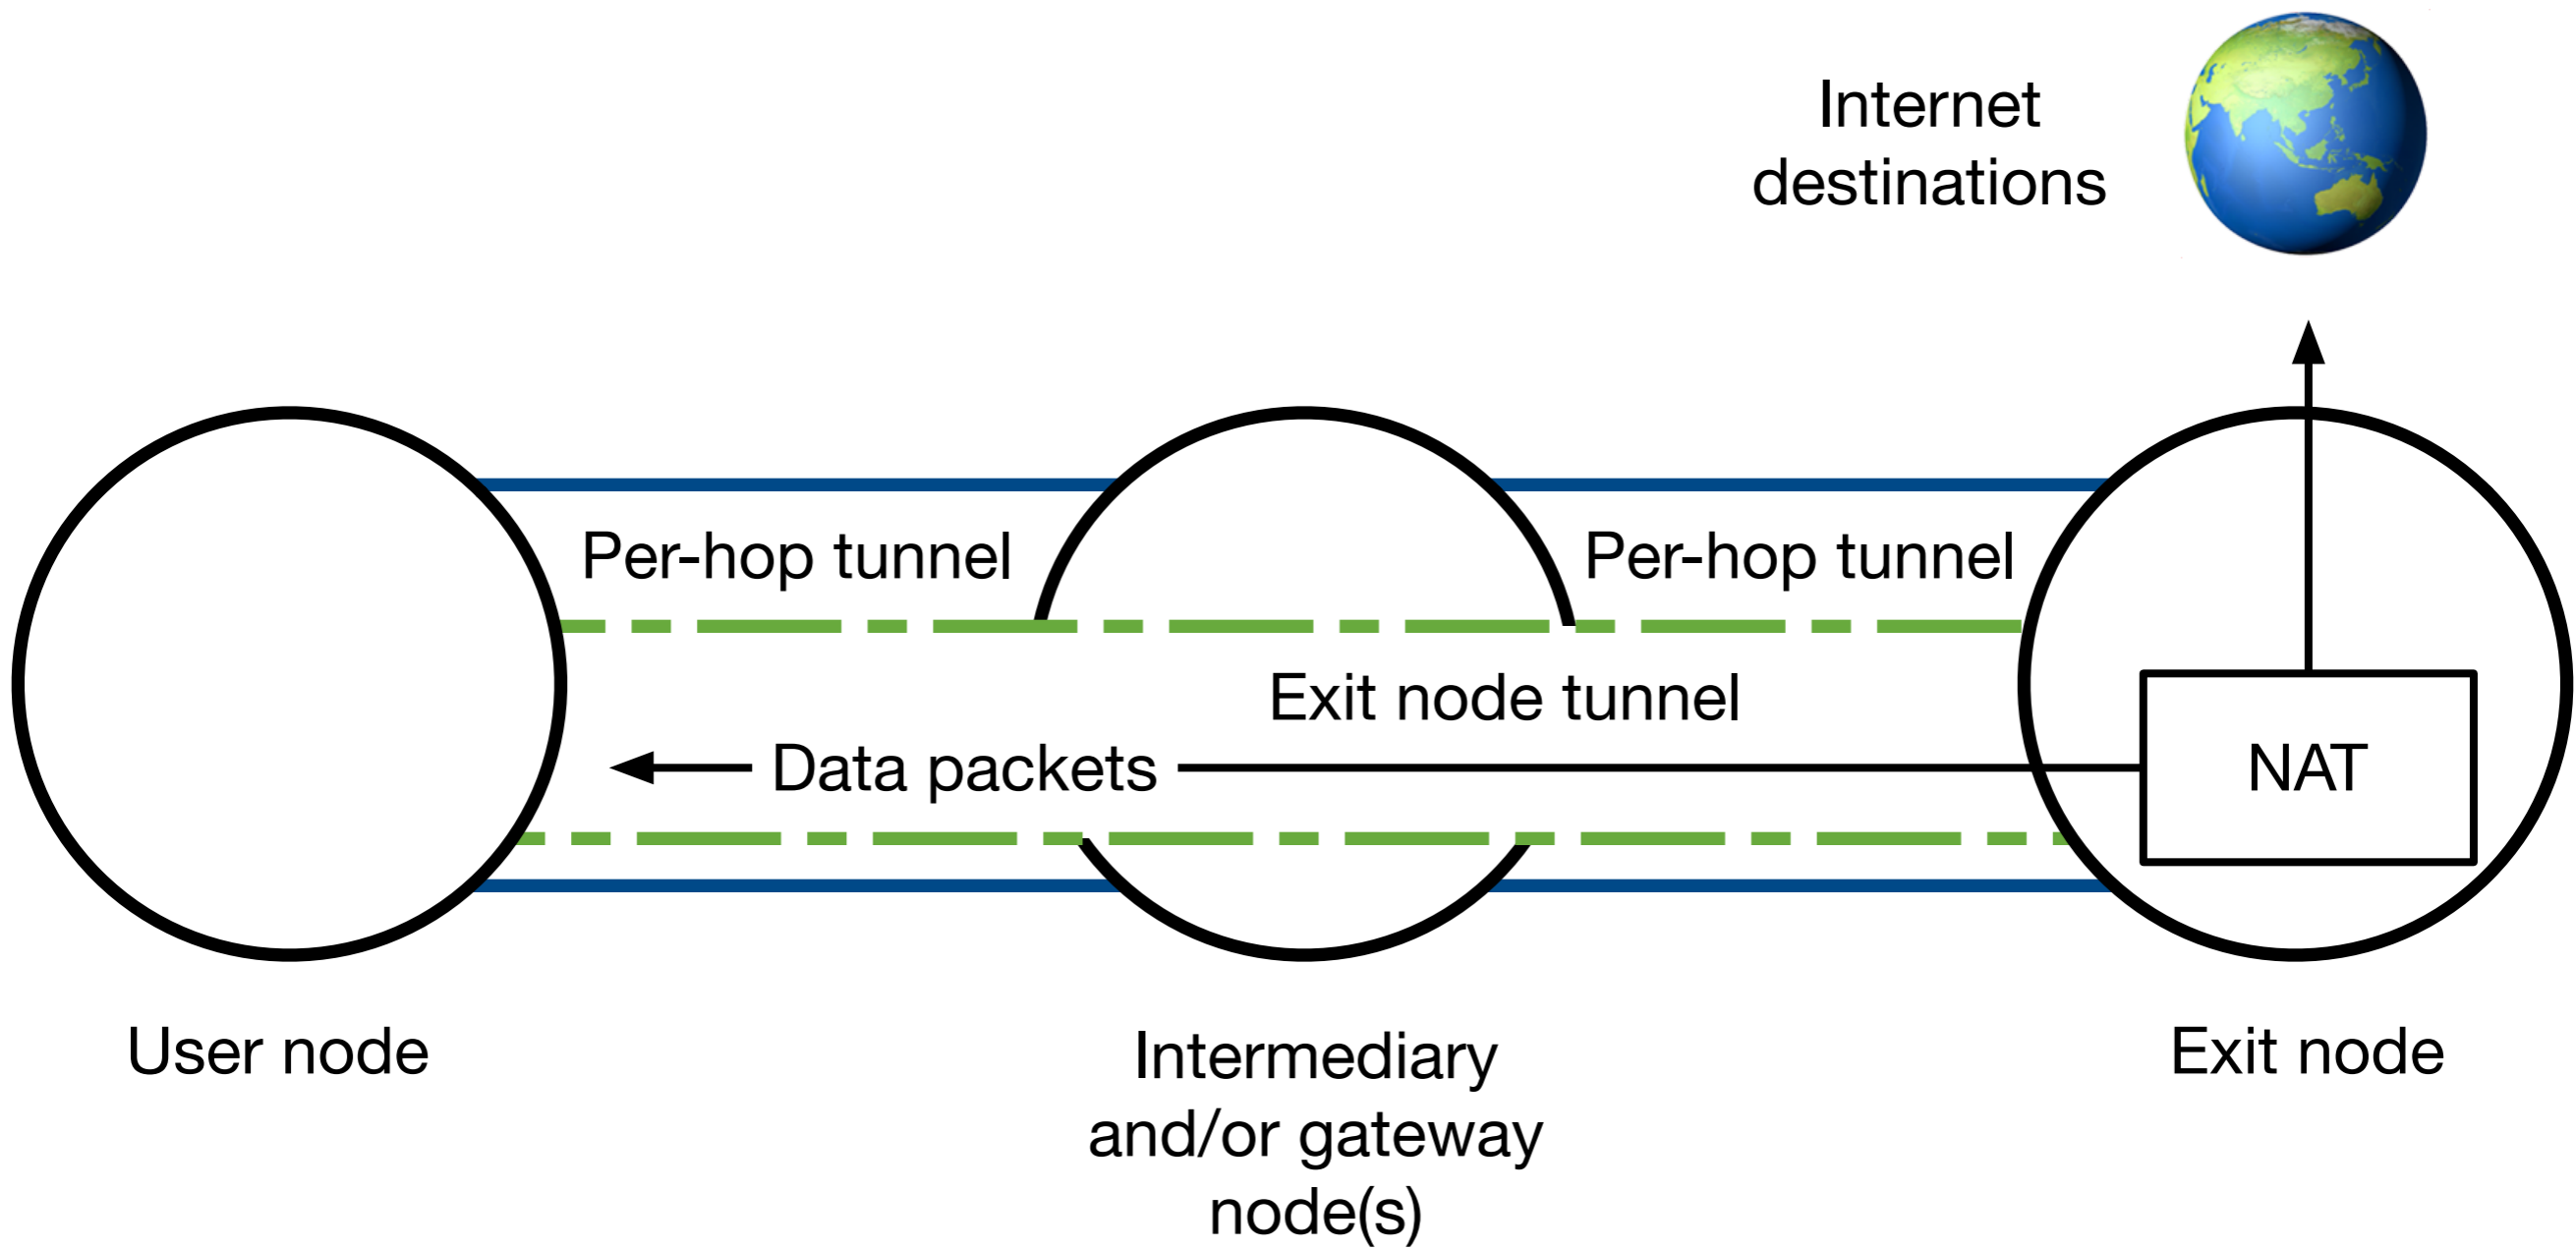 Internet
destinations
Per-hop tunnel
Per-hop tunnel
Exit node tunnel
Data packets
NAT
User node
Intermediary
and/or gateway
node(s)
Exit node